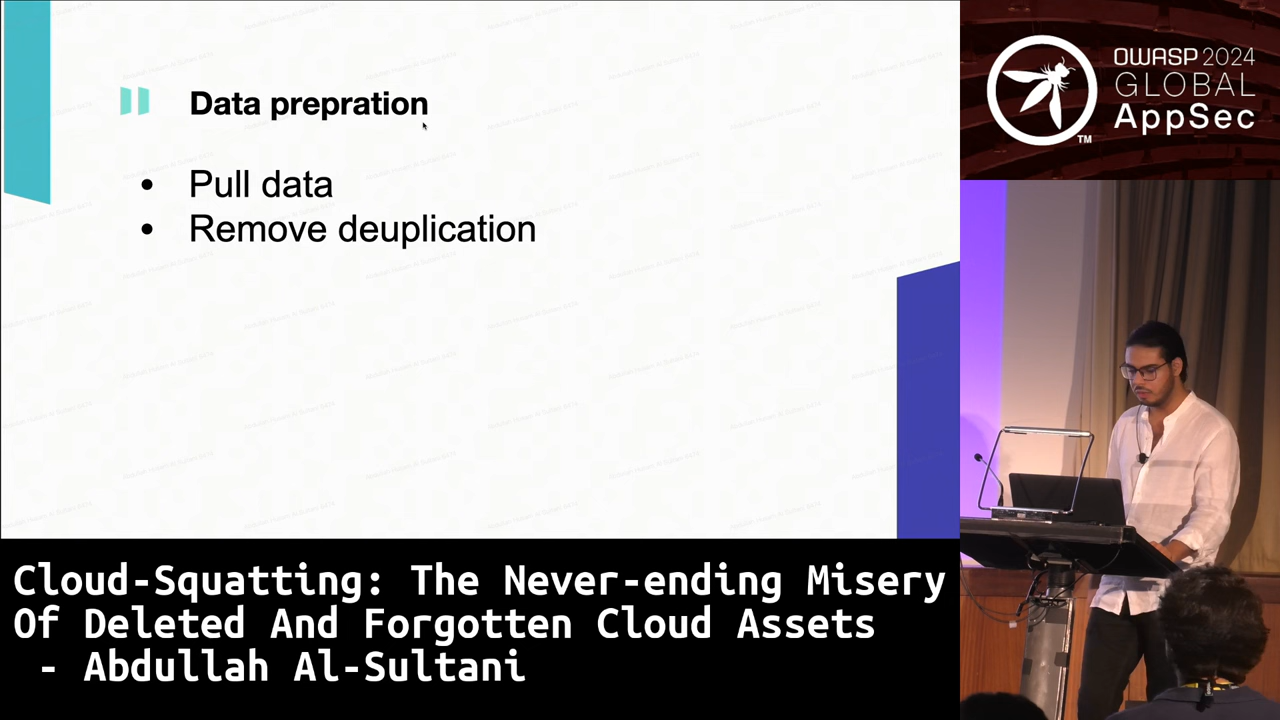 Data prepration
• Pull data
• Remove deuplication
OWASP 2024
GLOBAL
AppSec
TM
Cloud-Squatting: The Never-ending Misery
Of Deleted And Forgotten Cloud Assets
- Abdullah Al-Sultani